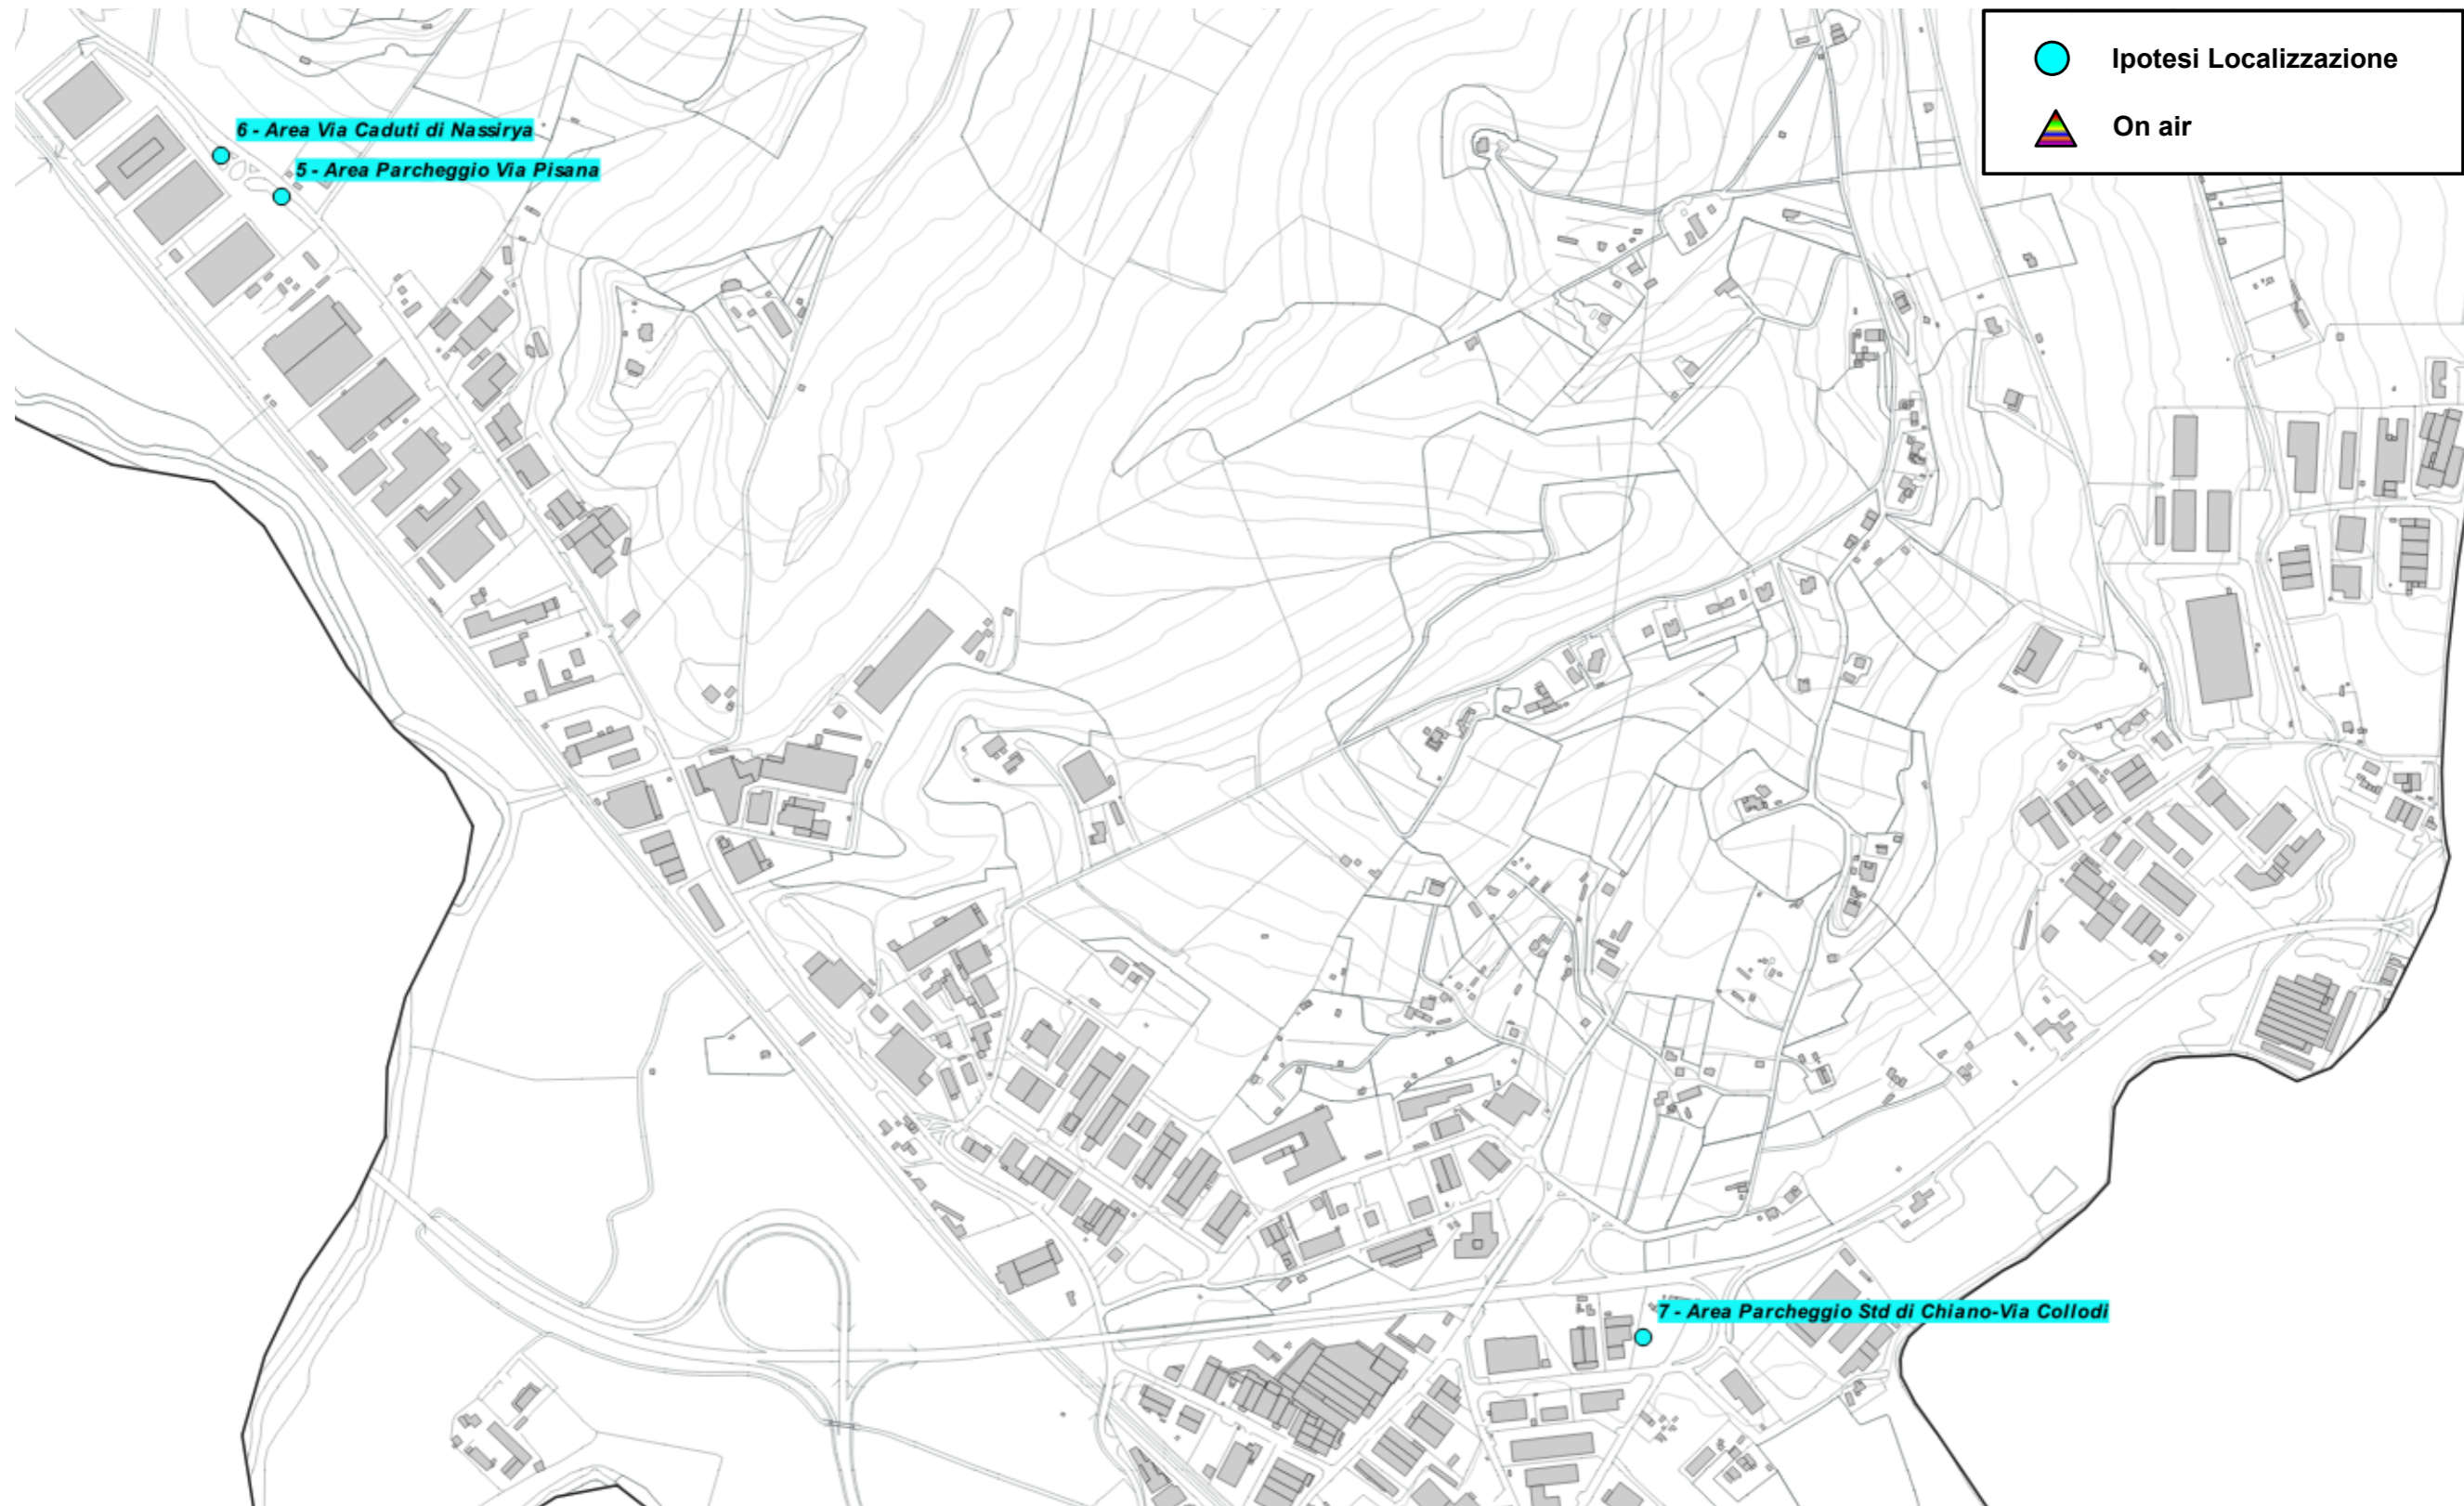 Ipotesi Localizzazione
On air
6 - Area Via Caduti di Nassirya
5 - Area Parcheggio Via Pisana
7 - Area Parcheggio Std di Chiano-Via Collodi